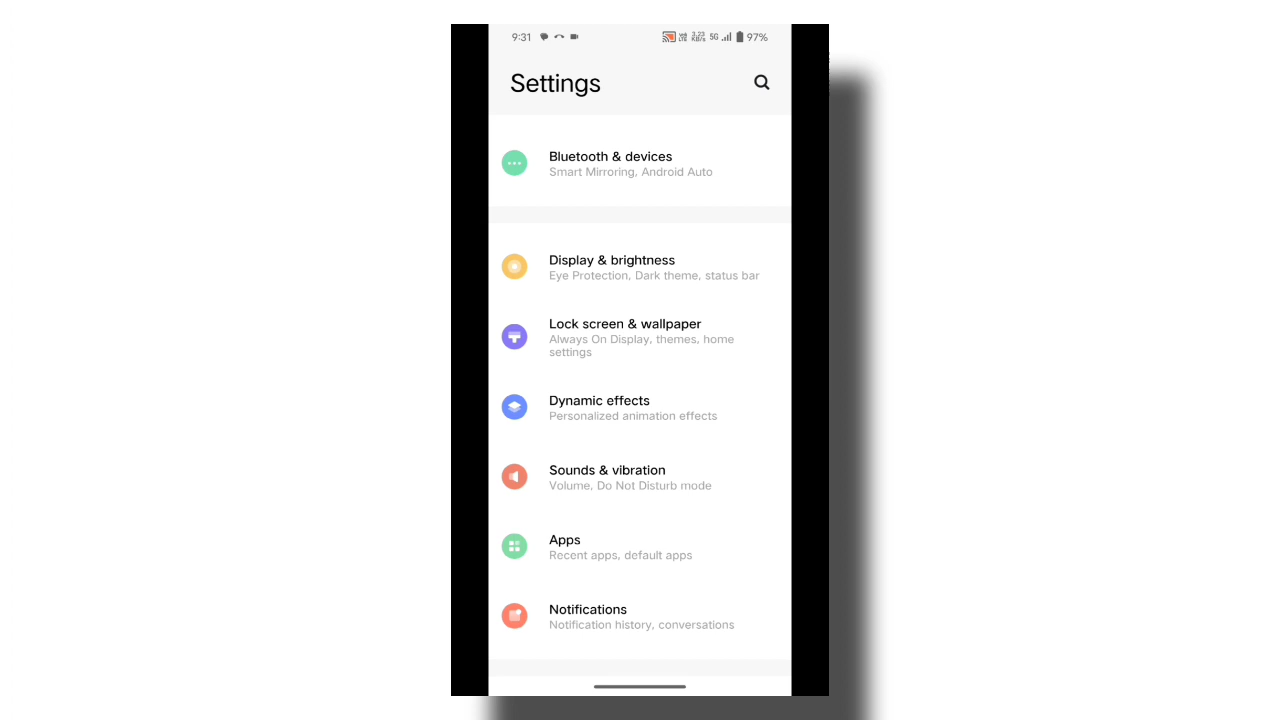 9:31 5G 97%
Settings
Bluetooth & devices
Smart Mirroring, Android Auto
Display & brightness
Eye Protection, Dark theme, status bar
Lock screen & wallpaper
Always On Display, themes, home
settings
Dynamic effects
Personalized animation effects
Sounds & vibration
Volume, Do Not Disturb mode
Apps
Recent apps, default apps
Notifications
Notification history, conversations